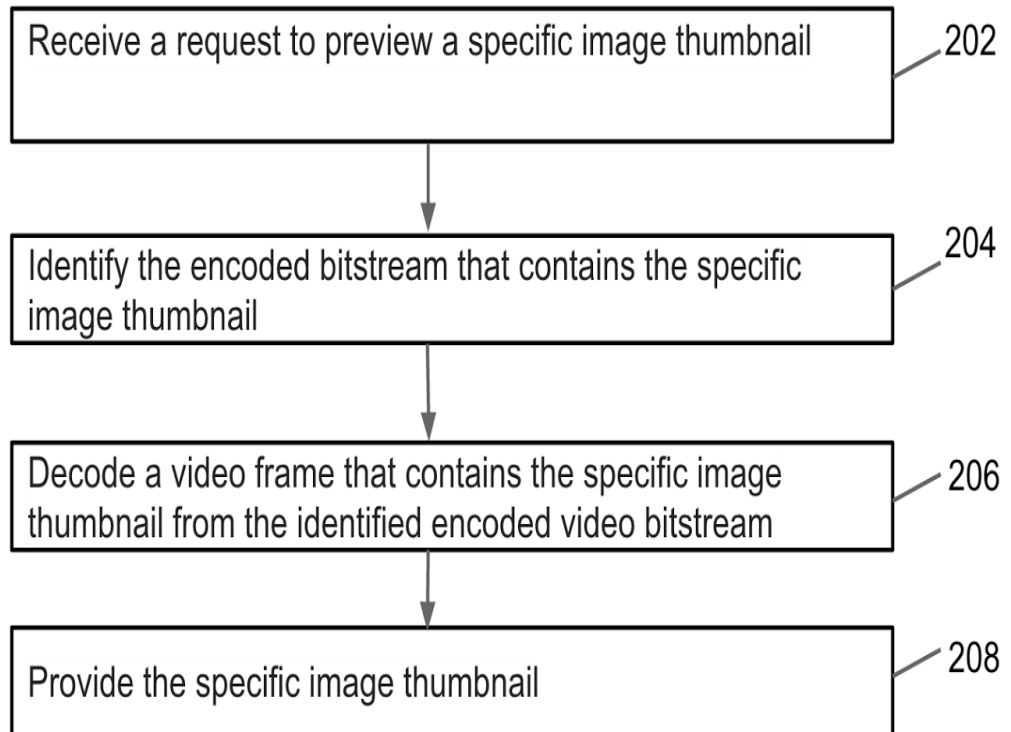 Receive a request to preview a specific image thumbnail
202
Identify the encoded bitstream that contains the specific
image thumbnail
204
Decode a video frame that contains the specific image
thumbnail from the identified encoded video bitstream
206
Provide the specific image thumbnail
208